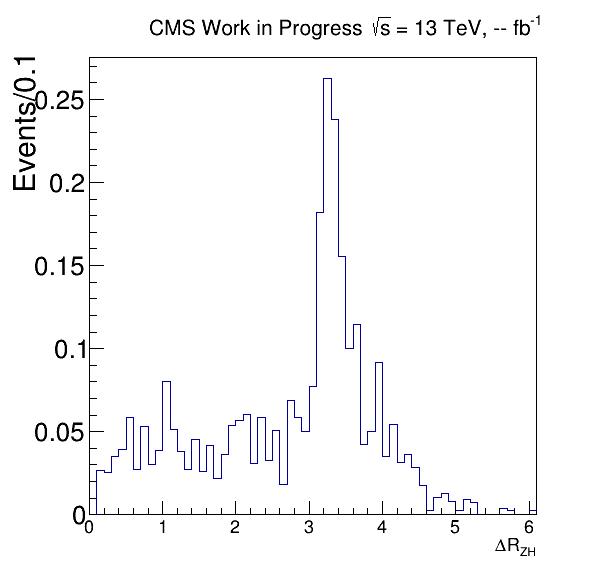 CMS Work in Progress √s = 13 TeV, -- fb-1
Events/0.1
0.25
0.2
0.15
0.1
0.05
0
0 1 2 3 4 5 6
ΔR_ZH